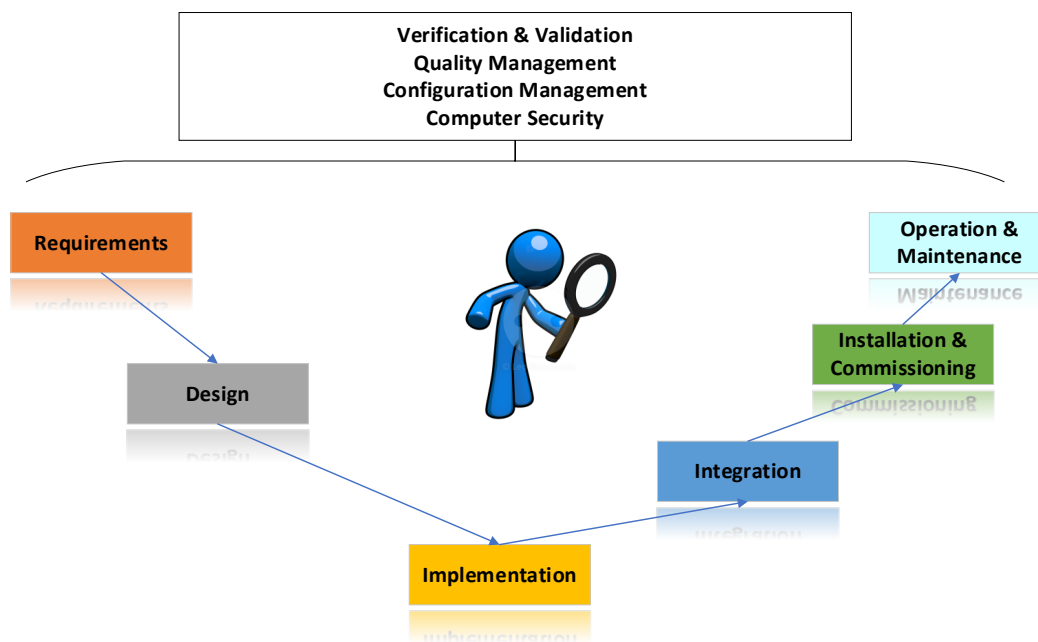 Verification & Validation
Quality Management
Configuration Management
Computer Security
Requirements
Operation &
Maintenance
Installation &
Commissioning
Design
Integration
Implementation